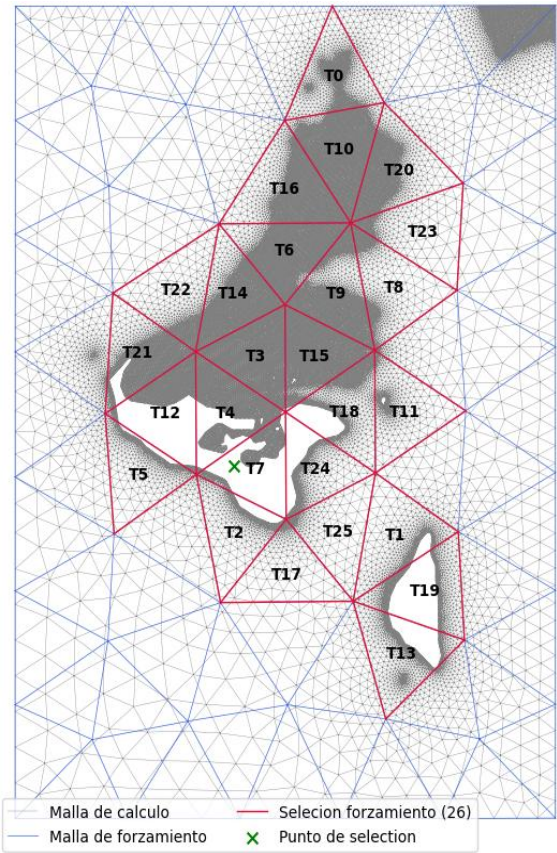 T0
T10
T20
T16
T23
T6
T22
T14
T9
T8
T21
T3
T15
T12
T4
T18
T11
T5
T7
T24
T2
T25
T1
T17
T19
T13
Malla de calculo
Malla de forzamiento
Selecion forzamiento (26)
Punto de selection